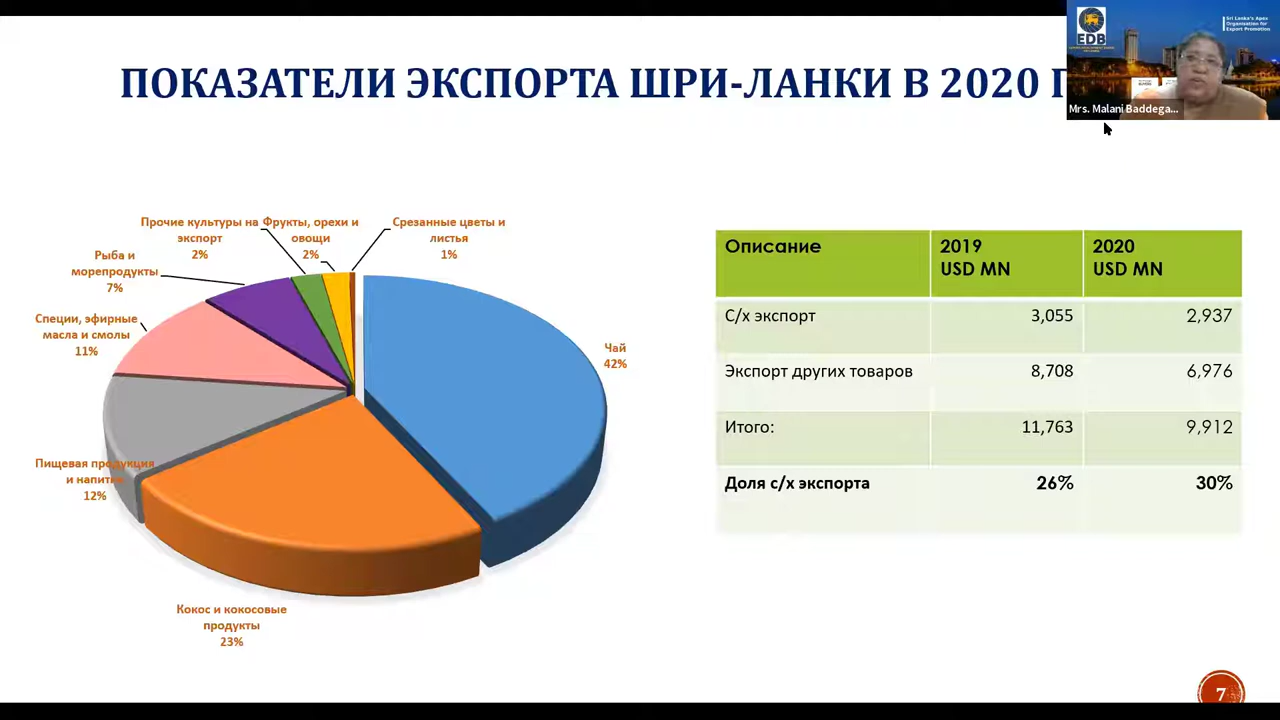 ПОКАЗАТЕЛИ ЭКСПОРТА ШРИ-ЛАНКИ В 2020
EDB
Sri Lanka's Apex
Organisation for
Export Promotion
Mrs. Malani Baddega...
Прочие культуры на
экспорт
2%
Фрукты, орехи и
овощи
2%
Срезанные цветы и
листья
1%
Рыба и
морепродукты
7%
Специи, эфирные
масла и смолы
11%
Чай
42%
Пищевая продукция
и напитки
12%
Кокос и кокосовые
продукты
23%
Описание 2019 2020
USD MN USD MN
С/х экспорт 3,055 2,937
Экспорт других товаров 8,708 6,976
Итого: 11,763 9,912
Доля с/х экспорта 26% 30%
7